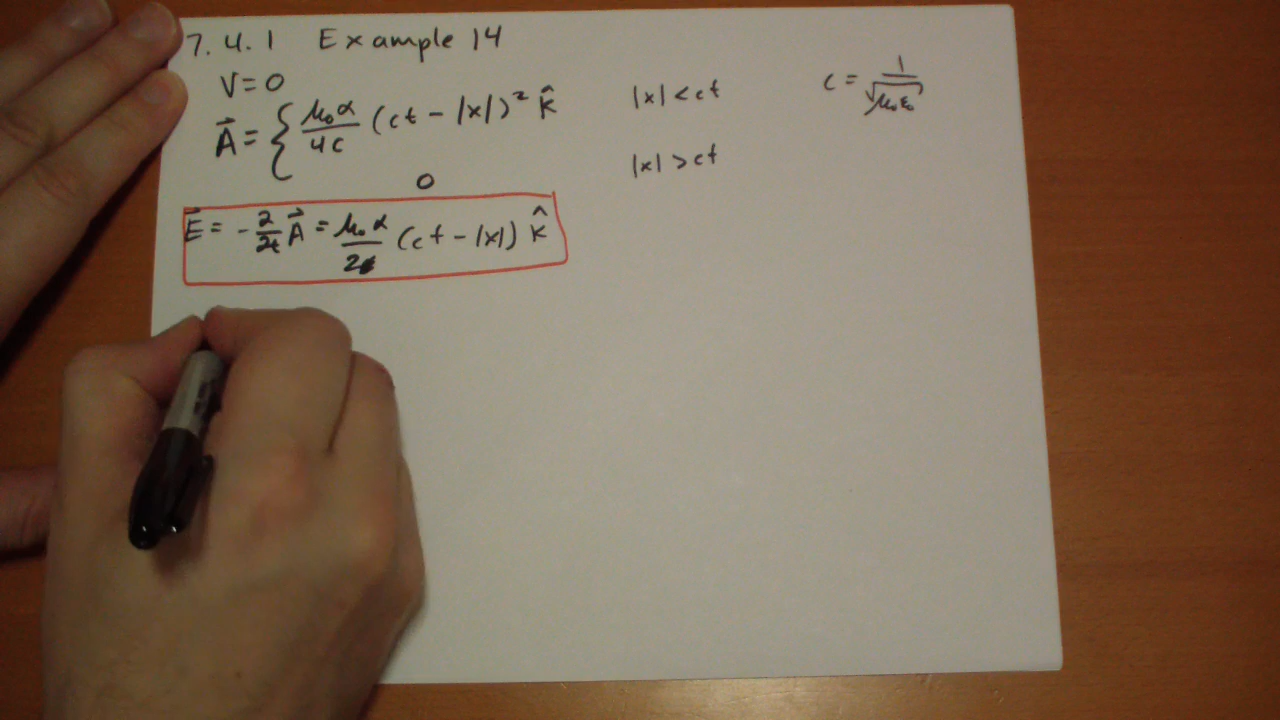 7.4.1 Example 14
V=0
c = 1/√(μ₀ε₀)
A⃗ = { μ₀α/4c (ct - |x|)² k̂ |x| < ct
0 |x| > ct
E⃗ = - ∂/∂t A⃗ = μ₀α/2 (ct - |x|) k̂